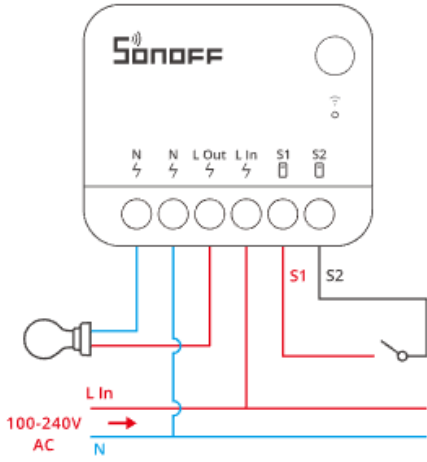 SONOFF
N N L Out L In S1 S2
S1 S2
L In
100-240V
AC
N